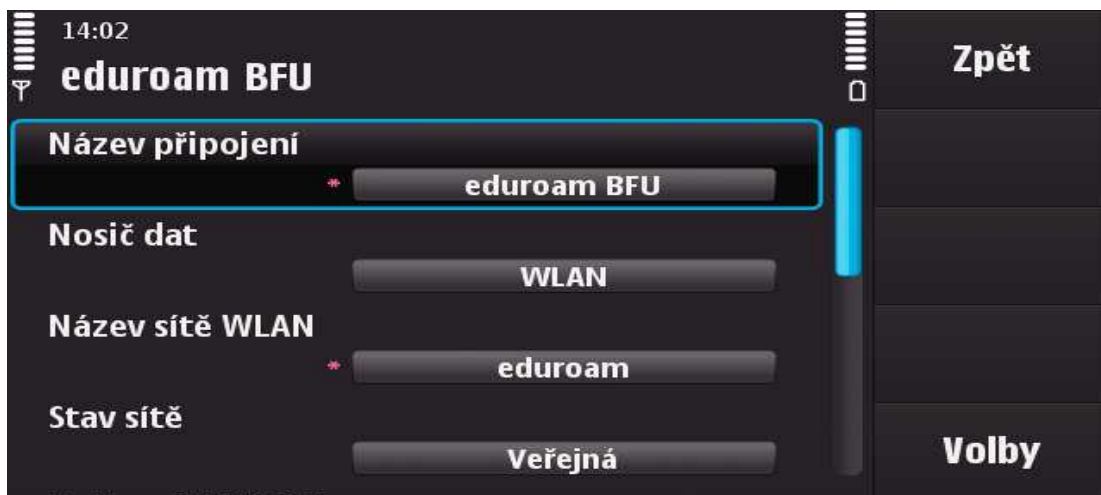 14:02
eduroam BFU
Zpět
Název připojení
* eduroam BFU
Nosič dat
WLAN
Název sítě WLAN
* eduroam
Stav sítě
Veřejná
Volby